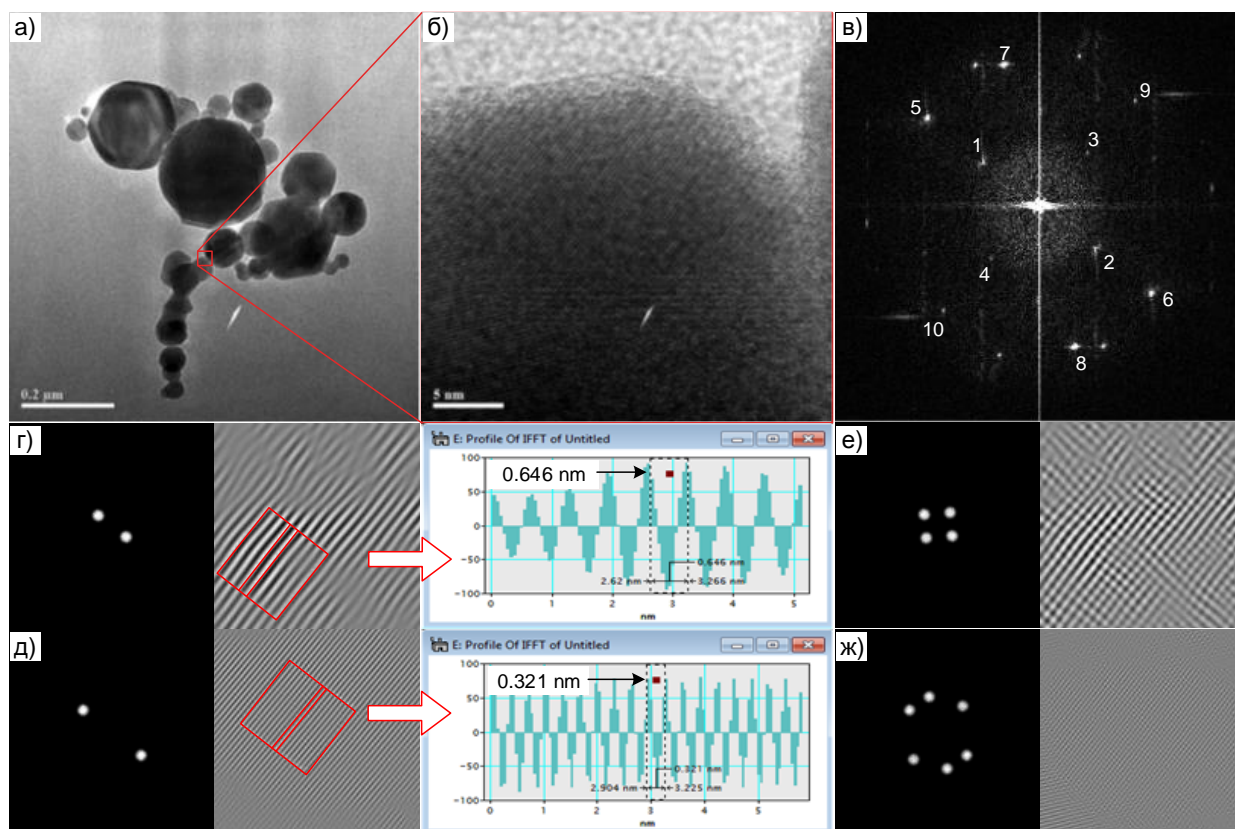 а)
0.2 μm
б)
5 nm
в)
7
9
5
1
3
4
2
6
10
8
г)
E: Profile Of IFFT of Untitled
100
50
0
-50
-100
0.646 nm
0.646 nm
2.62 nm
3.266 nm
0 1 2 3 4 5
nm
е)
д)
E: Profile Of IFFT of Untitled
100
50
0
-50
-100
0.321 nm
0.321 nm
2.904 nm
3.225 nm
0 1 2 3 4 5
nm
ж)